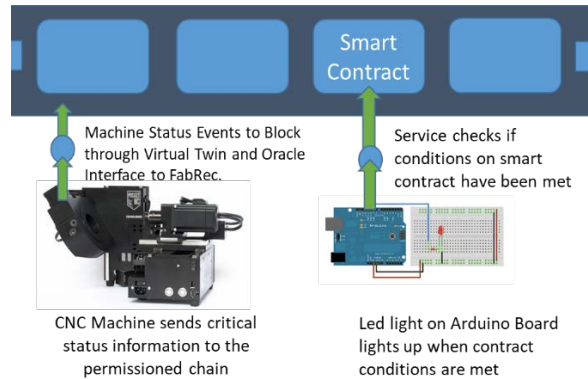 Smart
Contract
Machine Status Events to Block
through Virtual Twin and Oracle
Interface to FabRec.
Service checks if
conditions on smart
contract have been met
CNC Machine sends critical
status information to the
permissioned chain
Led light on Arduino Board
lights up when contract
conditions are met